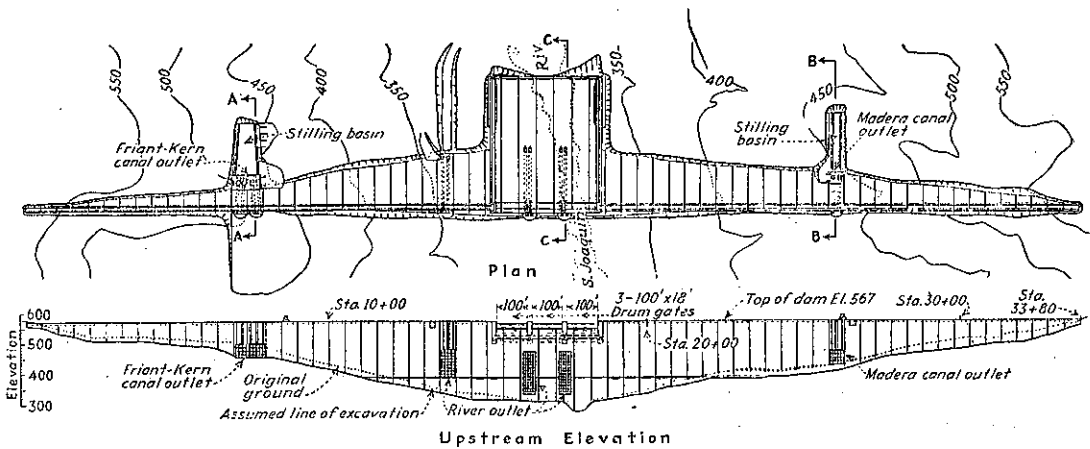 550
500
450
400
350
C
Riv
350
400
B
450
500
550
A
Stilling basin
Friant-Kern
canal outlet
Stilling
basin
Madera canal
outlet
A
C
B
S. Joaquin
Plan
600
500
400
300
Elevation
Sta. 10+00
100' 100' 100'
3-100'x18'
Drum gates
Sta. 20+00
Top of dam El. 567
Sta. 30+00
Sta.
33+80
Friant-Kern
canal outlet
Original
ground
Assumed line of excavation
River outlet
Madera canal outlet
Upstream Elevation